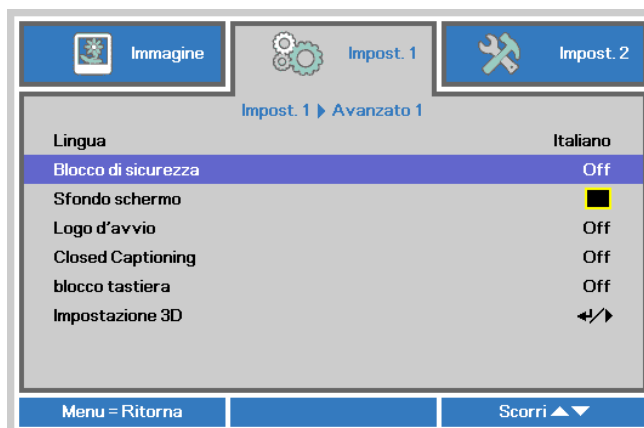 Immagine
Impost. 1
Impost. 2
Impost. 1 Avanzato 1
Lingua Italiano
Blocco di sicurezza Off
Sfondo schermo
Logo d'avvio Off
Closed Captioning Off
blocco tastiera Off
Impostazione 3D
Menu = Ritorna Scorri